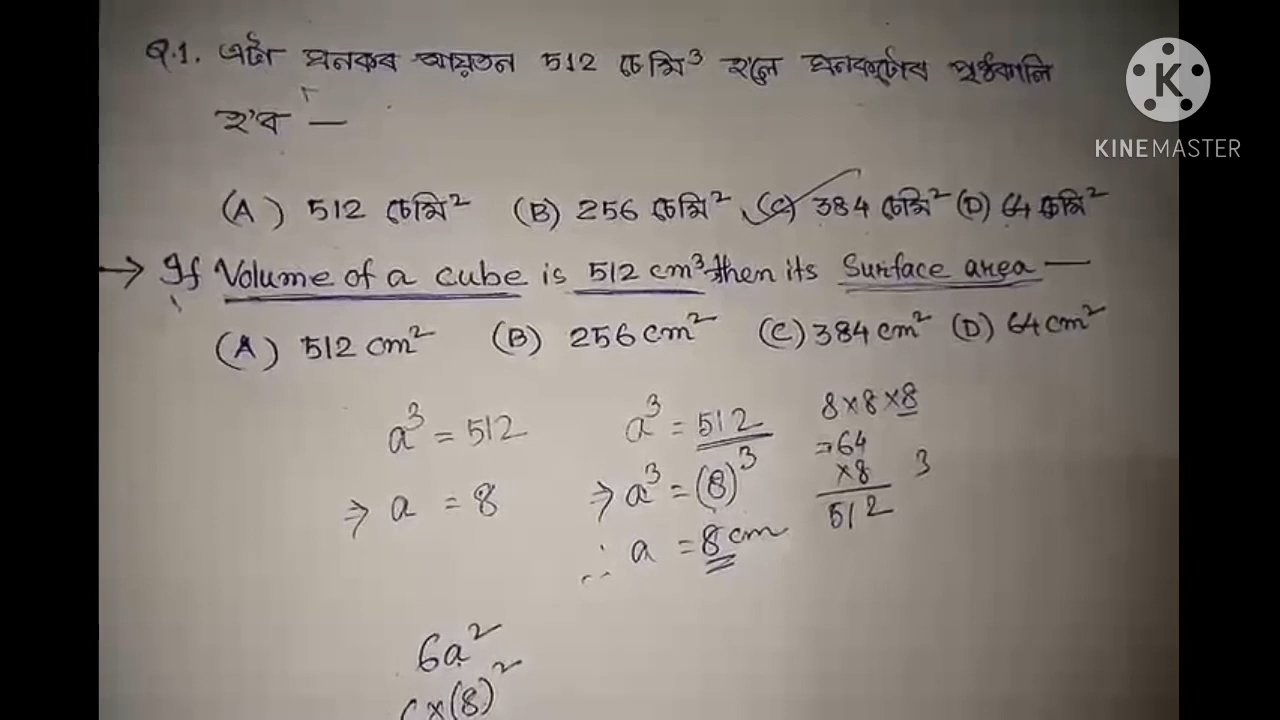 Q.1. এটা ঘনকৰ আয়তন 512 চেমি³ হ'লে ঘনকটোৰ পৃষ্ঠকালি
হ'ব —
(A) 512 চেমি² (B) 256 চেমি² (C) 384 চেমি² (D) 64 চেমি²
→ If Volume of a cube is 512 cm³ then its Surface area —
(A) 512 cm² (B) 256 cm² (C) 384 cm² (D) 64 cm²
a³ = 512
⇒ a = 8
a³ = 512
⇒ a³ = (8)³
∴ a = 8 cm
8×8×8
=64
×8
512
3
6a²
6×(8)²
K
KINEMASTER